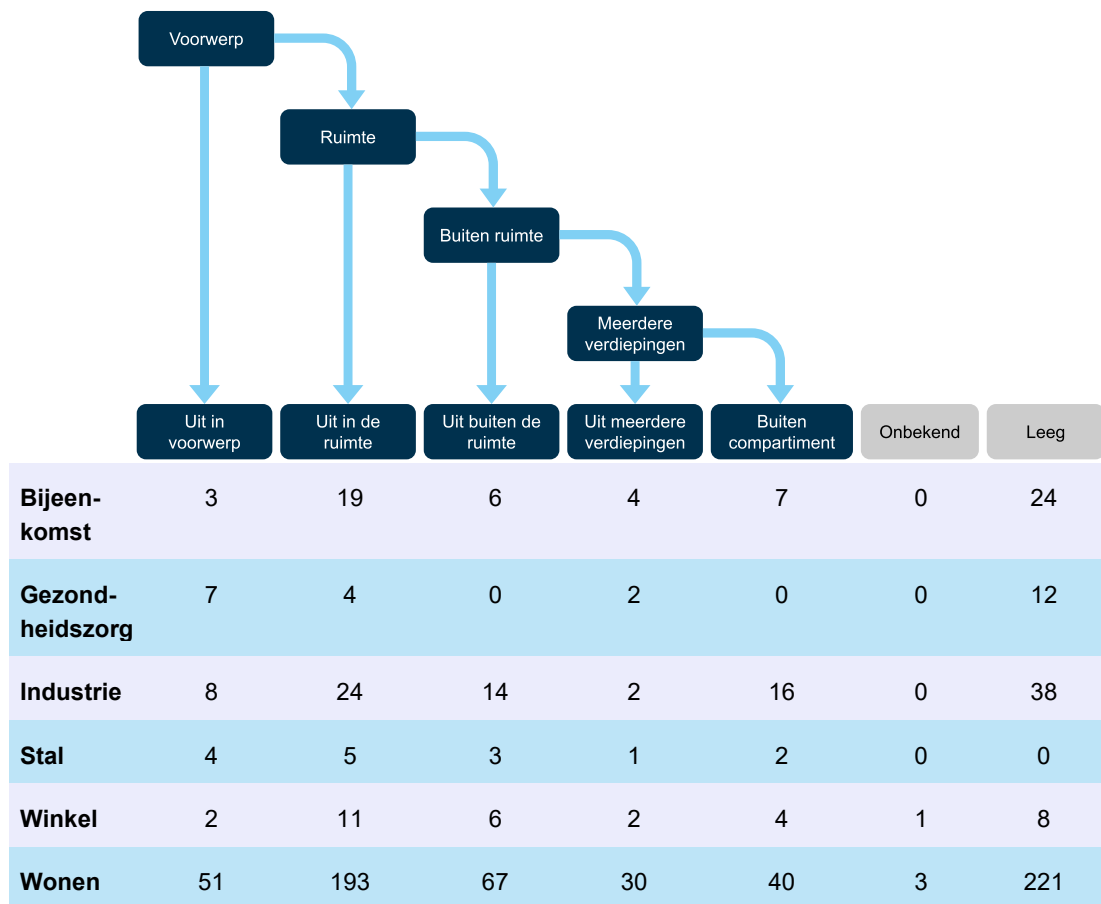 Voorwerp
Ruimte
Buiten ruimte
Meerdere
verdiepingen
Uit in
voorwerp
Uit in de
ruimte
Uit buiten de
ruimte
Uit meerdere
verdiepingen
Buiten
compartiment
Onbekend
Leeg
Bijeen-
komst
3 19 6 4 7 0 24
Gezond-
heidszorg
7 4 0 2 0 0 12
Industrie 8 24 14 2 16 0 38
Stal 4 5 3 1 2 0 0
Winkel 2 11 6 2 4 1 8
Wonen 51 193 67 30 40 3 221